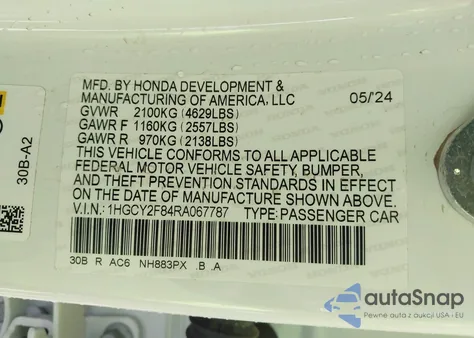 MFD. BY HONDA DEVELOPMENT &
MANUFACTURING OF AMERICA, LLC 05/24
GVWR 2100KG (4629LBS)
GAWR F 1160KG (2557LBS)
GAWR R 970KG (2138LBS)
THIS VEHICLE CONFORMS TO ALL APPLICABLE
FEDERAL MOTOR VEHICLE SAFETY, BUMPER,
AND THEFT PREVENTION STANDARDS IN EFFECT
ON THE DATE OF MANUFACTURE SHOWN ABOVE.
V.I.N.: 1HGCY2F84RA067787 TYPE: PASSENGER CAR
30B R AC6 NH883PX .B .A
30B-A2
autoSnap
Pewne auta z aukcji USA i EU